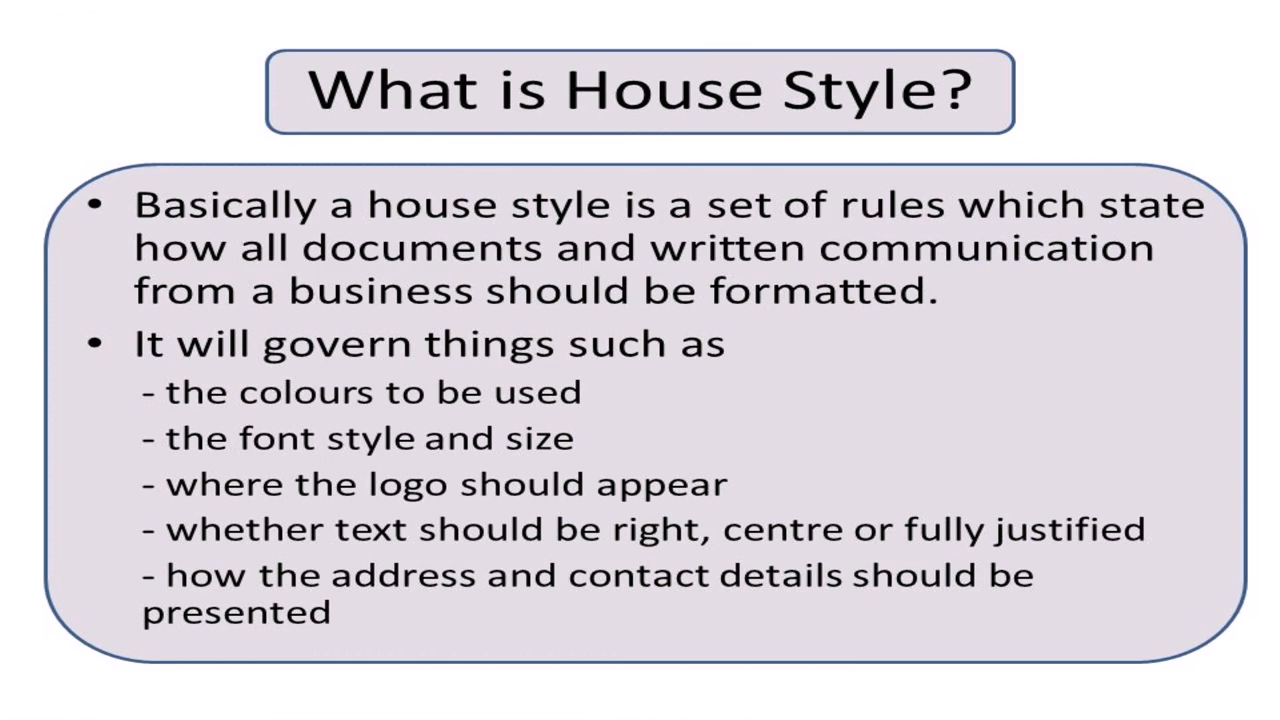 What is House Style?
• Basically a house style is a set of rules which state
how all documents and written communication
from a business should be formatted.
• It will govern things such as
- the colours to be used
- the font style and size
- where the logo should appear
- whether text should be right, centre or fully justified
- how the address and contact details should be
presented